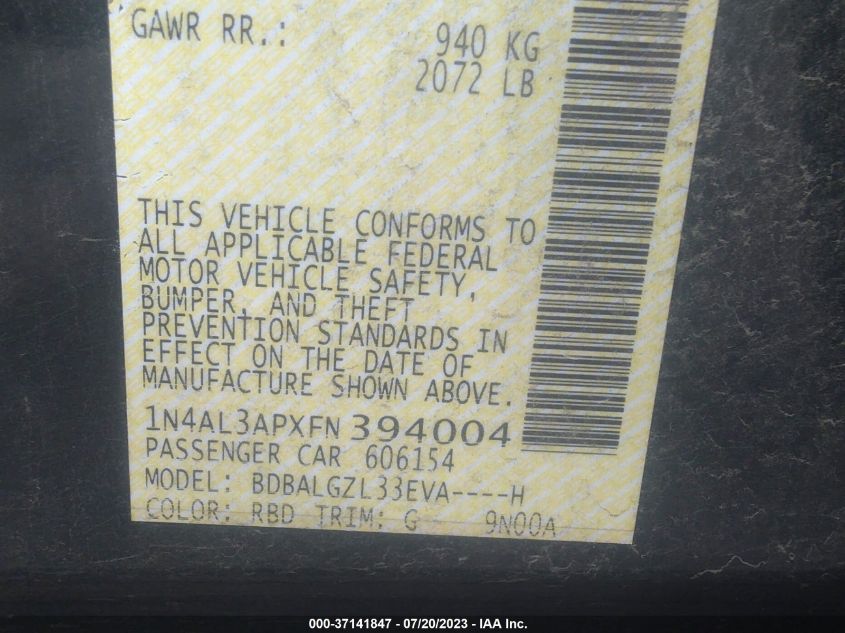 GAWR RR.: 940 KG
2072 LB
THIS VEHICLE CONFORMS TO
ALL APPLICABLE FEDERAL
MOTOR VEHICLE SAFETY,
BUMPER, AND THEFT
PREVENTION STANDARDS IN
EFFECT ON THE DATE OF
MANUFACTURE SHOWN ABOVE.
1N4AL3APXFN394004
PASSENGER CAR 606154
MODEL: BDBALGZL33EVA----H
COLOR: RBD TRIM: G 9N00A
000-37141847 - 07/20/2023 - IAA Inc.